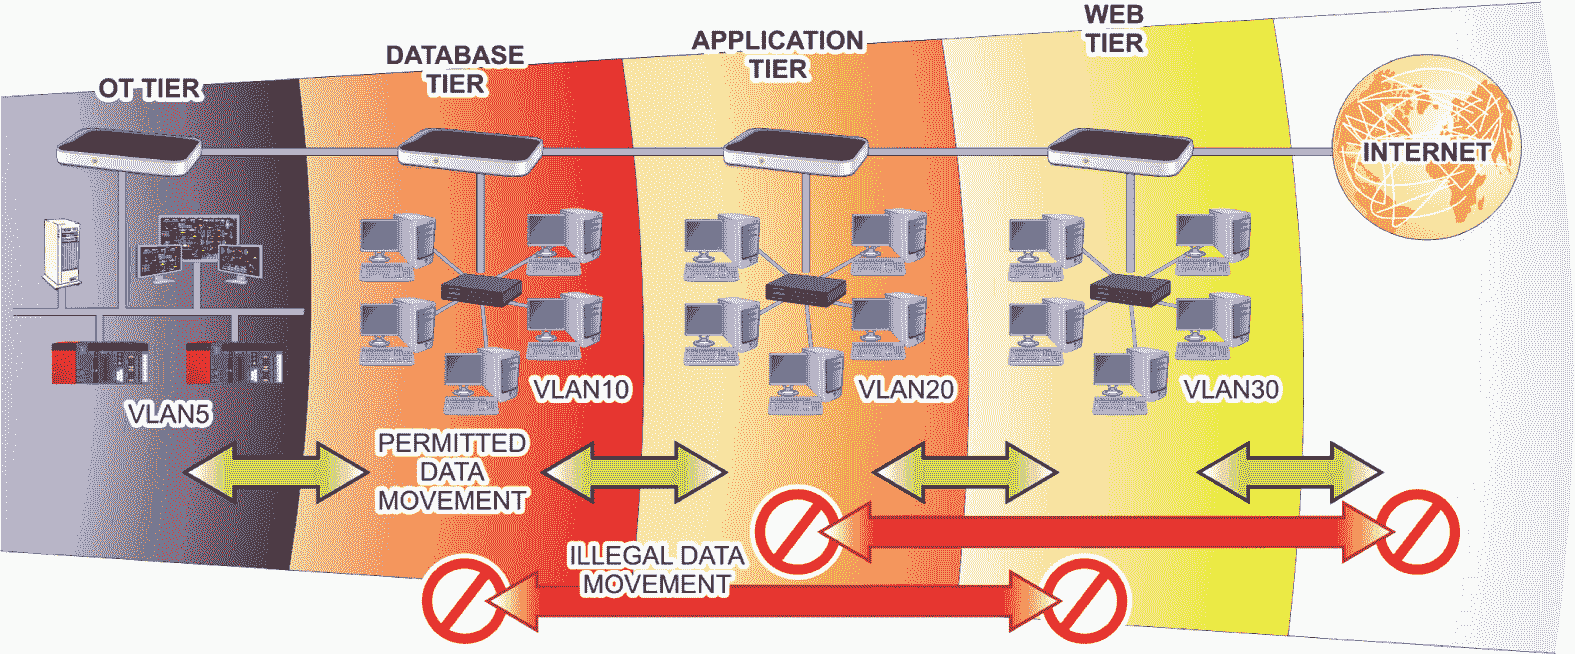 OT TIER
DATABASE
TIER
APPLICATION
TIER
WEB
TIER
INTERNET
VLAN5
VLAN10
VLAN20
VLAN30
PERMITTED
DATA
MOVEMENT
ILLEGAL DATA
MOVEMENT